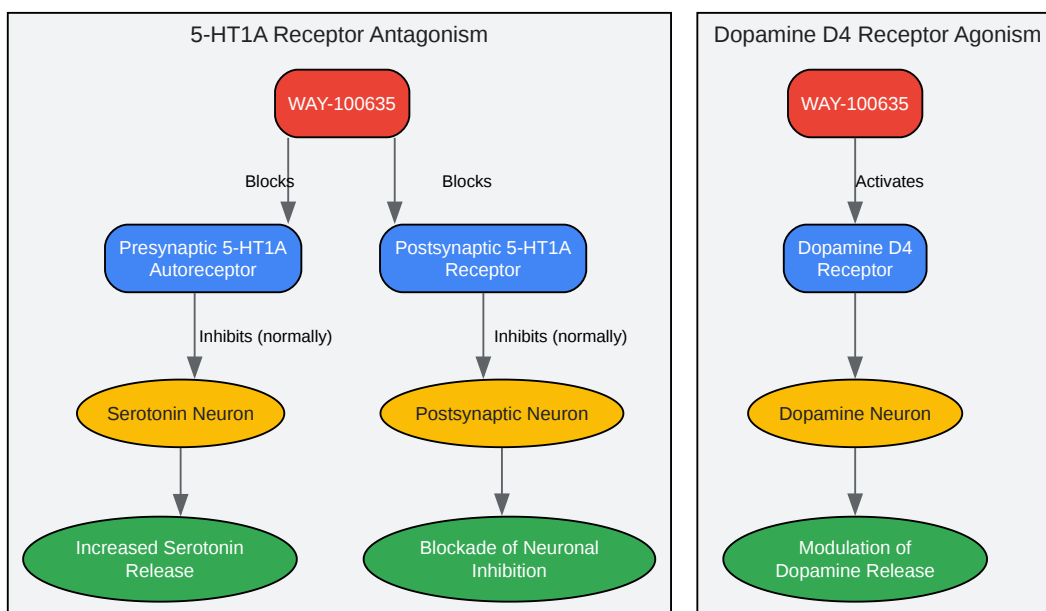 5-HT1A Receptor Antagonism
WAY-100635
Blocks
Blocks
Presynaptic 5-HT1A
Autoreceptor
Postsynaptic 5-HT1A
Receptor
Inhibits (normally)
Inhibits (normally)
Serotonin Neuron
Postsynaptic Neuron
Increased Serotonin
Release
Blockade of Neuronal
Inhibition
Dopamine D4 Receptor Agonism
WAY-100635
Activates
Dopamine D4
Receptor
Dopamine Neuron
Modulation of
Dopamine Release